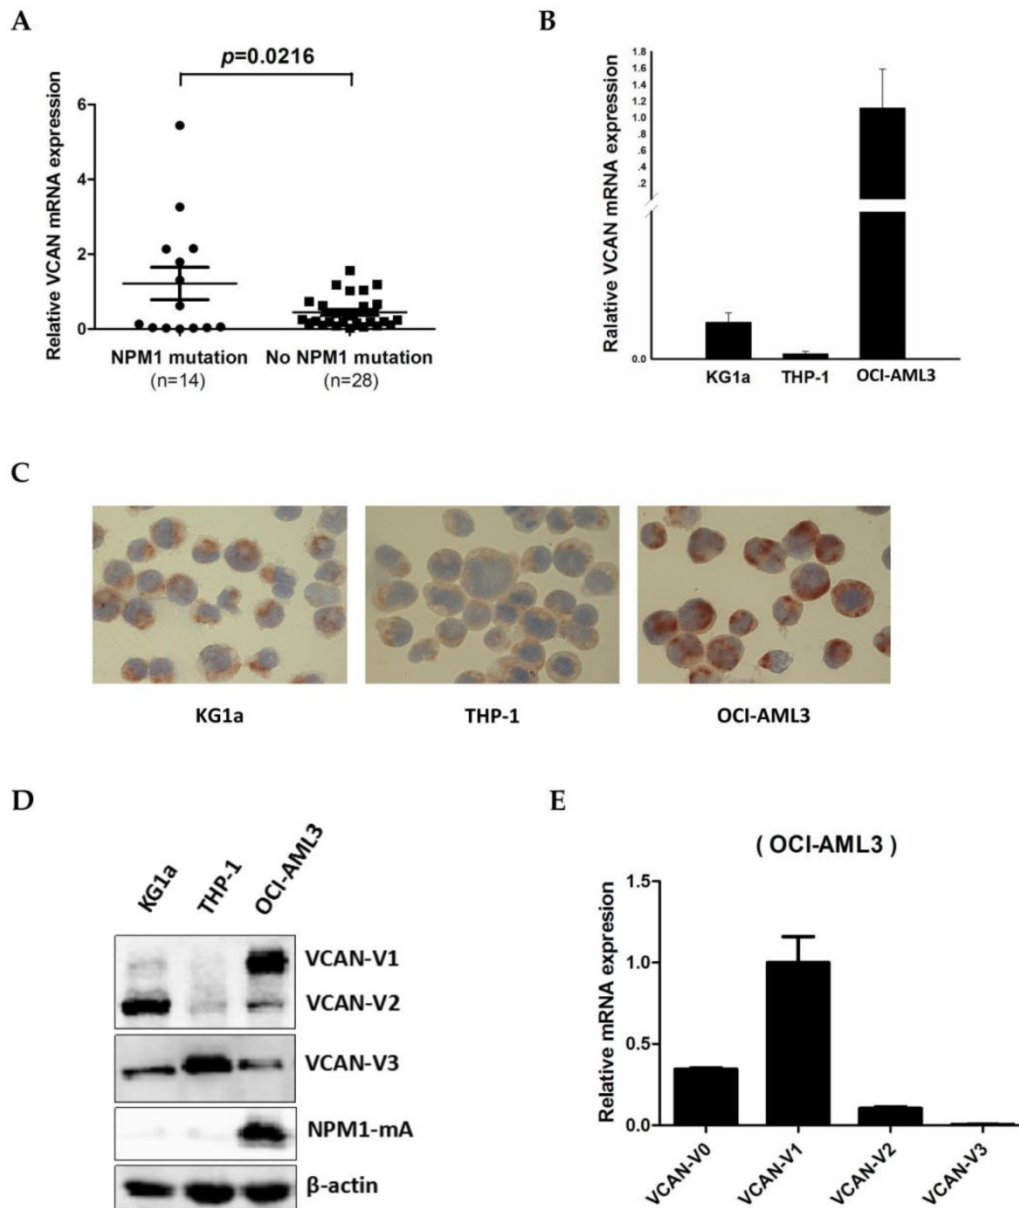 A
p=0.0216
Relative VCAN mRNA expression
6
4
2
0
NPM1 mutation
No NPM1 mutation
(n=14)
(n=28)
B
Ralative VCAN mRNA expression
1.8
1.6
1.4
1.2
1.0
.8
.6
.4
.2
0.0
KG1a
THP-1
OCI-AML3
C
KG1a
THP-1
OCI-AML3
D
KG1a
THP-1
OCI-AML3
VCAN-V1
VCAN-V2
VCAN-V3
NPM1-mA
β-actin
E
( OCI-AML3 )
Relative mRNA expresion
1.5
1.0
0.5
0.0
VCAN-V0
VCAN-V1
VCAN-V2
VCAN-V3